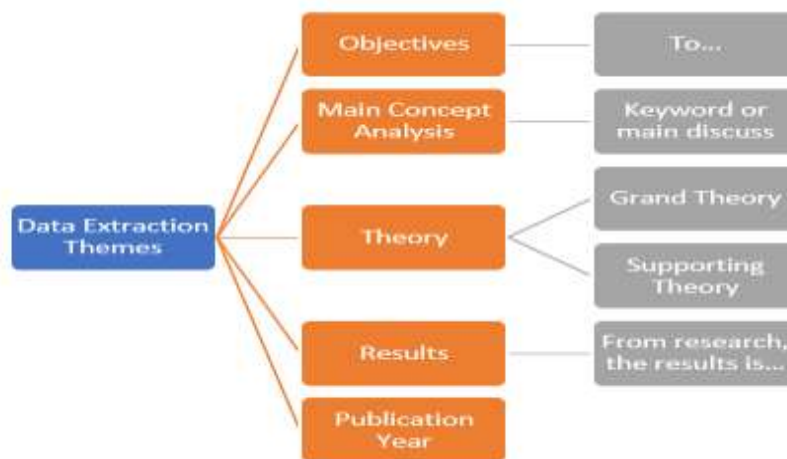 Objectives
To...
Main Concept
Analysis
Keyword or
main discuss
Data Extraction
Themes
Theory
Grand Theory
Supporting
Theory
Results
From research,
the results is...
Publication
Year